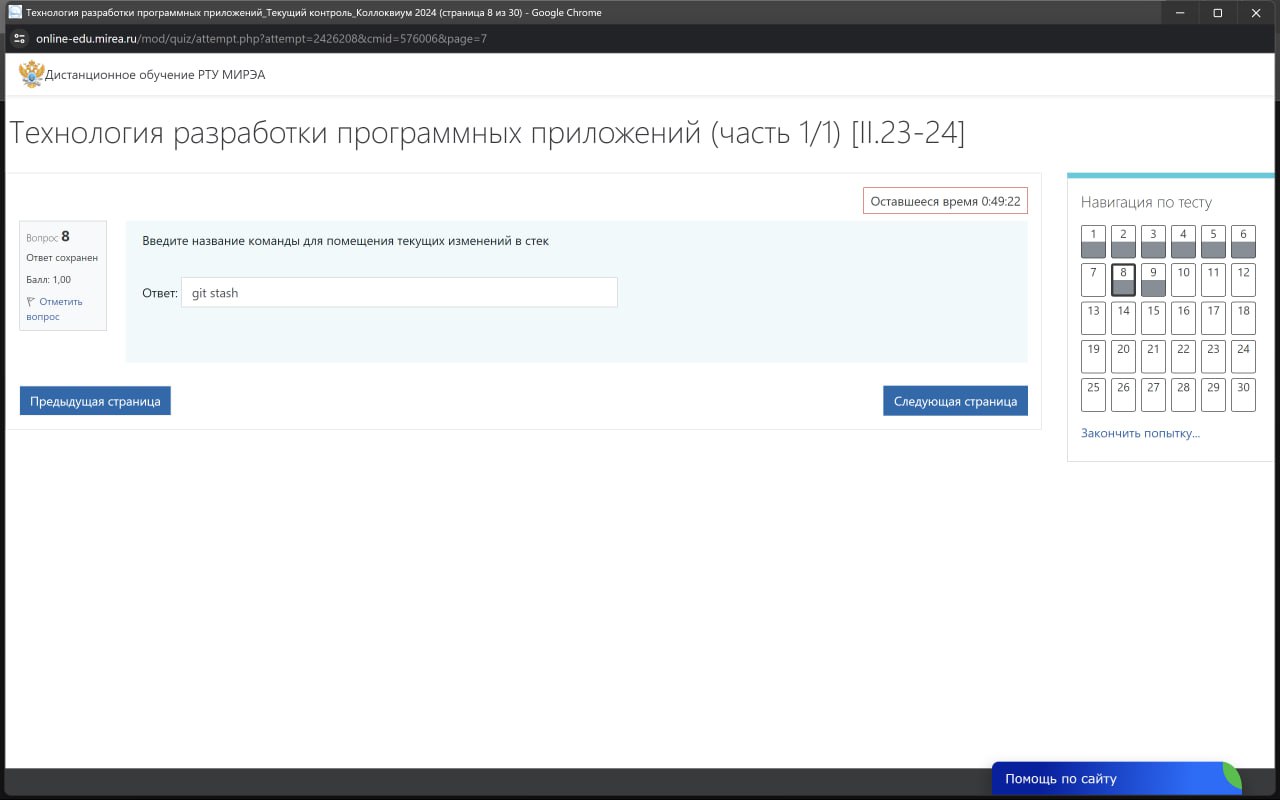 Технология разработки программных приложений_Текущий контроль_Коллоквиум 2024 (страница 8 из 30) - Google Chrome
online-edu.mirea.ru/mod/quiz/attempt.php?attempt=2426208&cmid=576006&page=7
Дистанционное обучение РТУ МИРЭА
Технология разработки программных приложений (часть 1/1) [II.23-24]
Оставшееся время 0:49:22
Вопрос 8
Ответ сохранен
Балл: 1,00
Отметить
вопрос
Введите название команды для помещения текущих изменений в стек
Ответ: git stash
Предыдущая страница
Следующая страница
Навигация по тесту
1 2 3 4 5 6
7 8 9 10 11 12
13 14 15 16 17 18
19 20 21 22 23 24
25 26 27 28 29 30
Закончить попытку...
Помощь по сайту